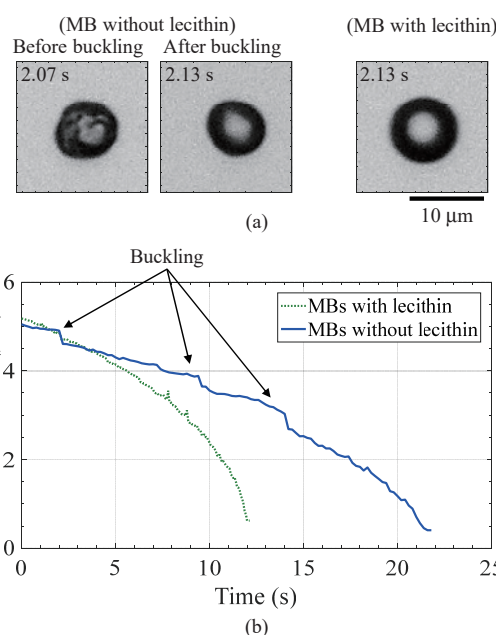 (MB without lecithin)
(MB with lecithin)
Before buckling
After buckling
2.07 s
2.13 s
2.13 s
10 μm
(a)
Buckling
6
MBs with lecithin
MBs without lecithin
4
2
0
0 5 10 15 20 25
Time (s)
(b)